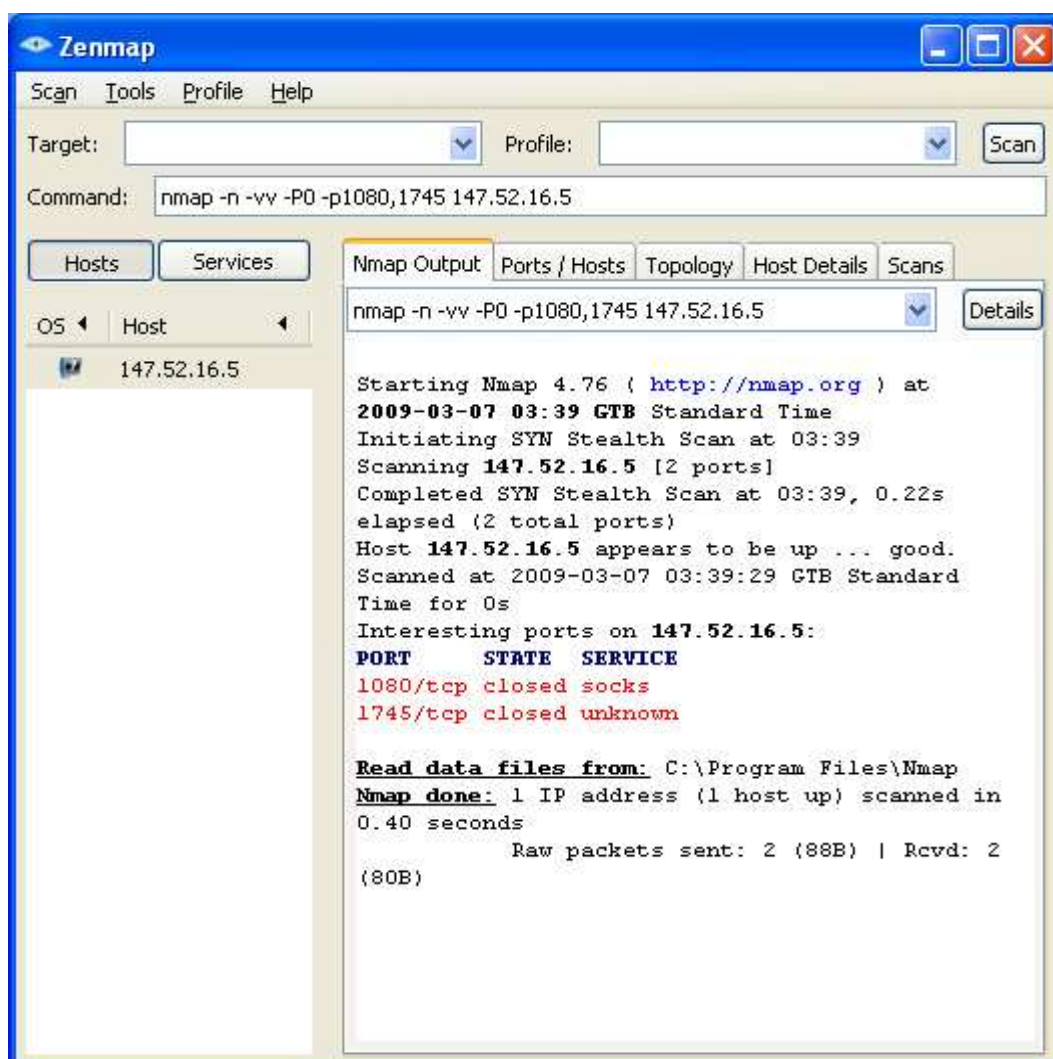 Zenmap
Scan Tools Profile Help
Target: Profile: Scan
Command: nmap -n -vv -P0 -p1080,1745 147.52.16.5
Hosts Services
Nmap Output Ports / Hosts Topology Host Details Scans
nmap -n -vv -P0 -p1080,1745 147.52.16.5 Details
OS Host
147.52.16.5
Starting Nmap 4.76 ( http://nmap.org ) at
2009-03-07 03:39 GTB Standard Time
Initiating SYN Stealth Scan at 03:39
Scanning 147.52.16.5 [2 ports]
Completed SYN Stealth Scan at 03:39, 0.22s
elapsed (2 total ports)
Host 147.52.16.5 appears to be up ... good.
Scanned at 2009-03-07 03:39:29 GTB Standard
Time for 0s
Interesting ports on 147.52.16.5:
PORT STATE SERVICE
1080/tcp closed socks
1745/tcp closed unknown
Read data files from: C:\Program Files\Nmap
Nmap done: 1 IP address (1 host up) scanned in
0.40 seconds
Raw packets sent: 2 (88B) | Rcvd: 2
(80B)